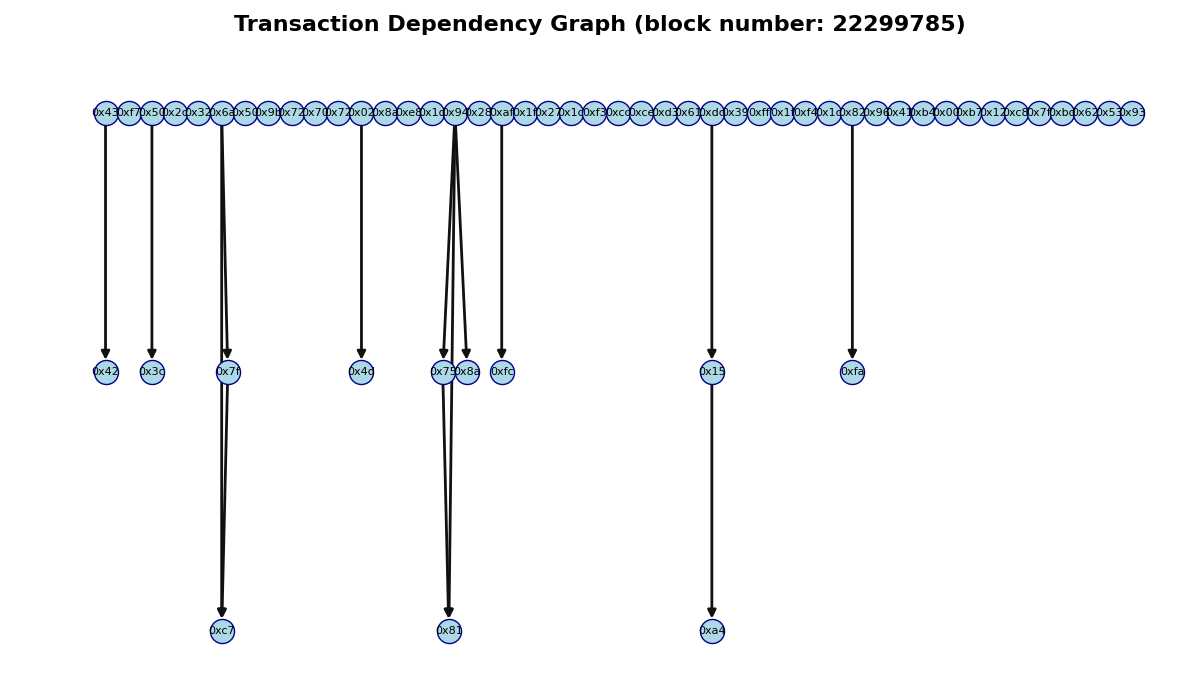 Transaction Dependency Graph (block number: 22299785)
0x43 0xf7 0x50 0x2c 0x32 0x6a 0x50 0x9b 0x72 0x70 0x77 0x02 0x8a 0xe8 0x1c 0x94 0x28 0xaf 0x1f 0x27 0x1c 0xf3 0xcc 0xce 0xd3 0x61 0xdc 0x39 0xff 0x1f 0xf4 0x1c 0x82 0x96 0x41 0xb4 0x00 0xb7 0x12 0xc8 0x7f 0xbc 0x62 0x53 0x93
0x42 0x3c 0x7f 0x4c 0x75 0x8a 0xfc 0x15 0xfa
0xc7 0x81 0xa4